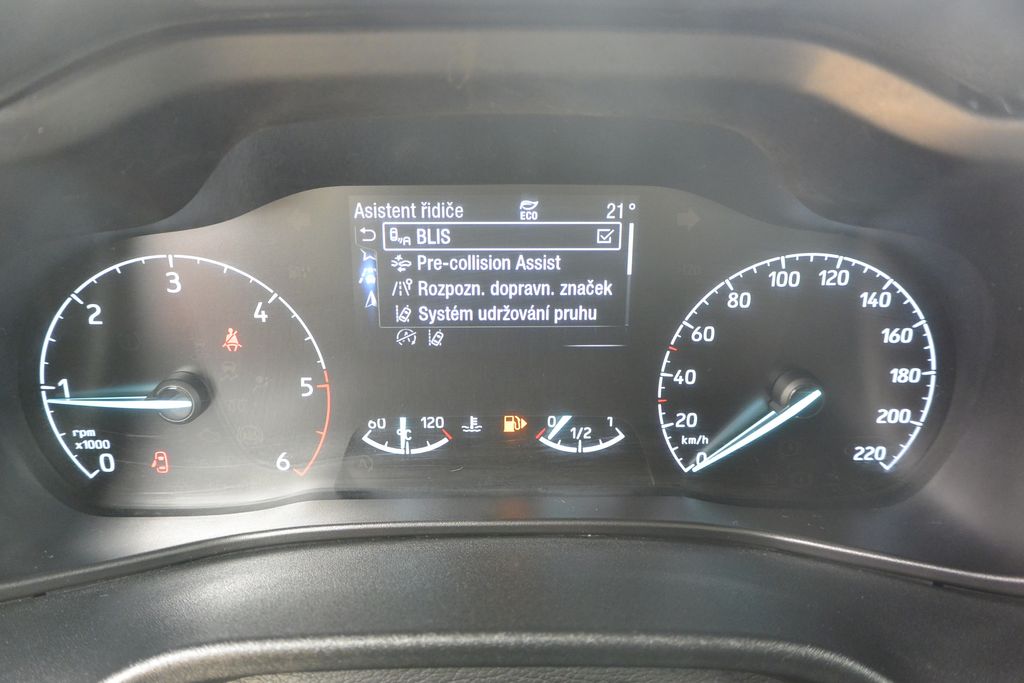 Asistent řidiče ECO 21°
BLIS
Pre-collision Assist
Rozpozn. dopravn. značek
Systém udržování pruhu
0 1 2 3 4 5 6
rpm
x1000
60 120
°C
0 1/2 1
0 20 40 60 80 100 120 140 160 180 200 220
km/h